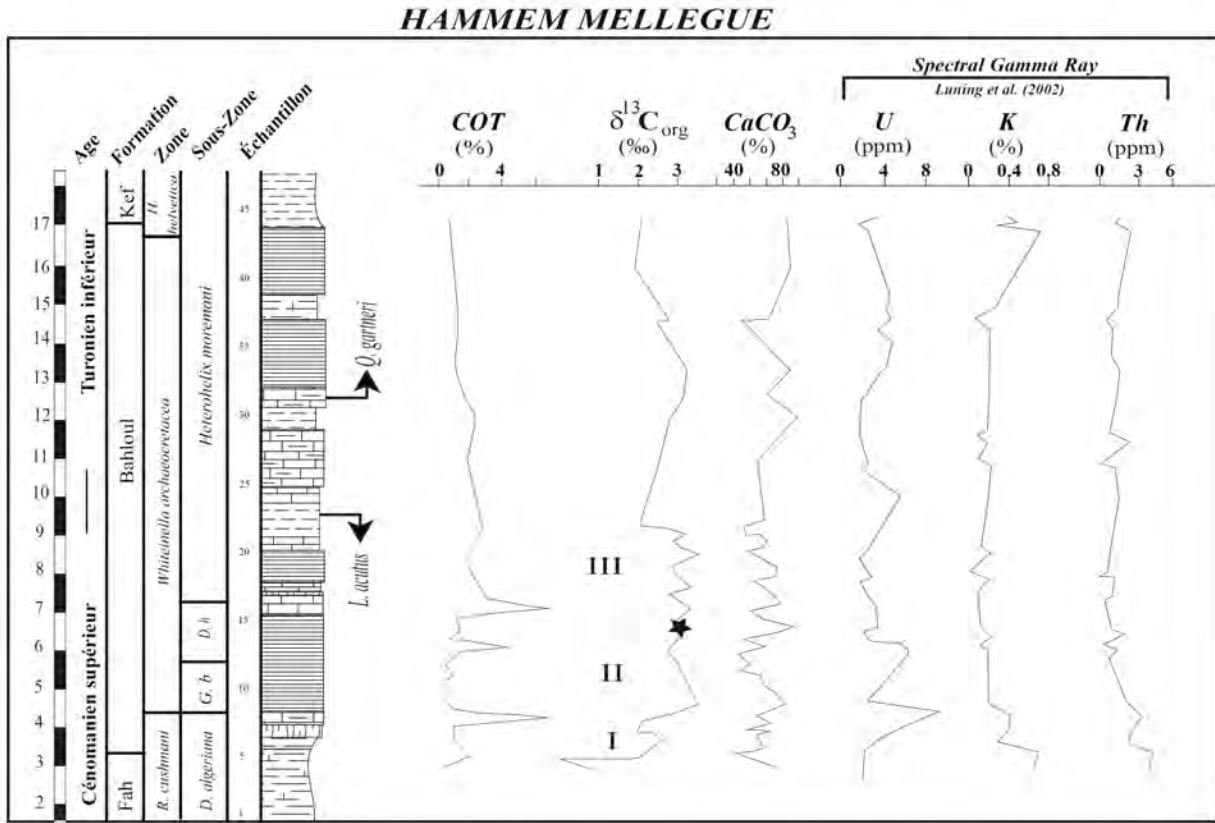 HAMMEM MELLEGUE
Spectral Gamma Ray
Luning et al. (2002)
Age
Formation
Zone
Sous-Zone
Échantillon
COT
(%)
0 4
δ13Corg
(‰)
1 2 3
CaCO3
(%)
40 80
U
(ppm)
0 8
K
(%)
0 0,4 0,8
Th
(ppm)
0 3 6
17
16
15
14
13
12
11
10
9
8
7
6
5
4
3
2
Turonien inférieur
Cénomanien supérieur
Kef
Bahloul
Fah
H. helvetica
Whiteinella archaeocretacea
R. cushmani
Heterohelix moremani
D. h
G. b
D. algeriana
45
40
35
30
25
20
15
10
5
1
Q. gartneri
L. acutus
III
II
I